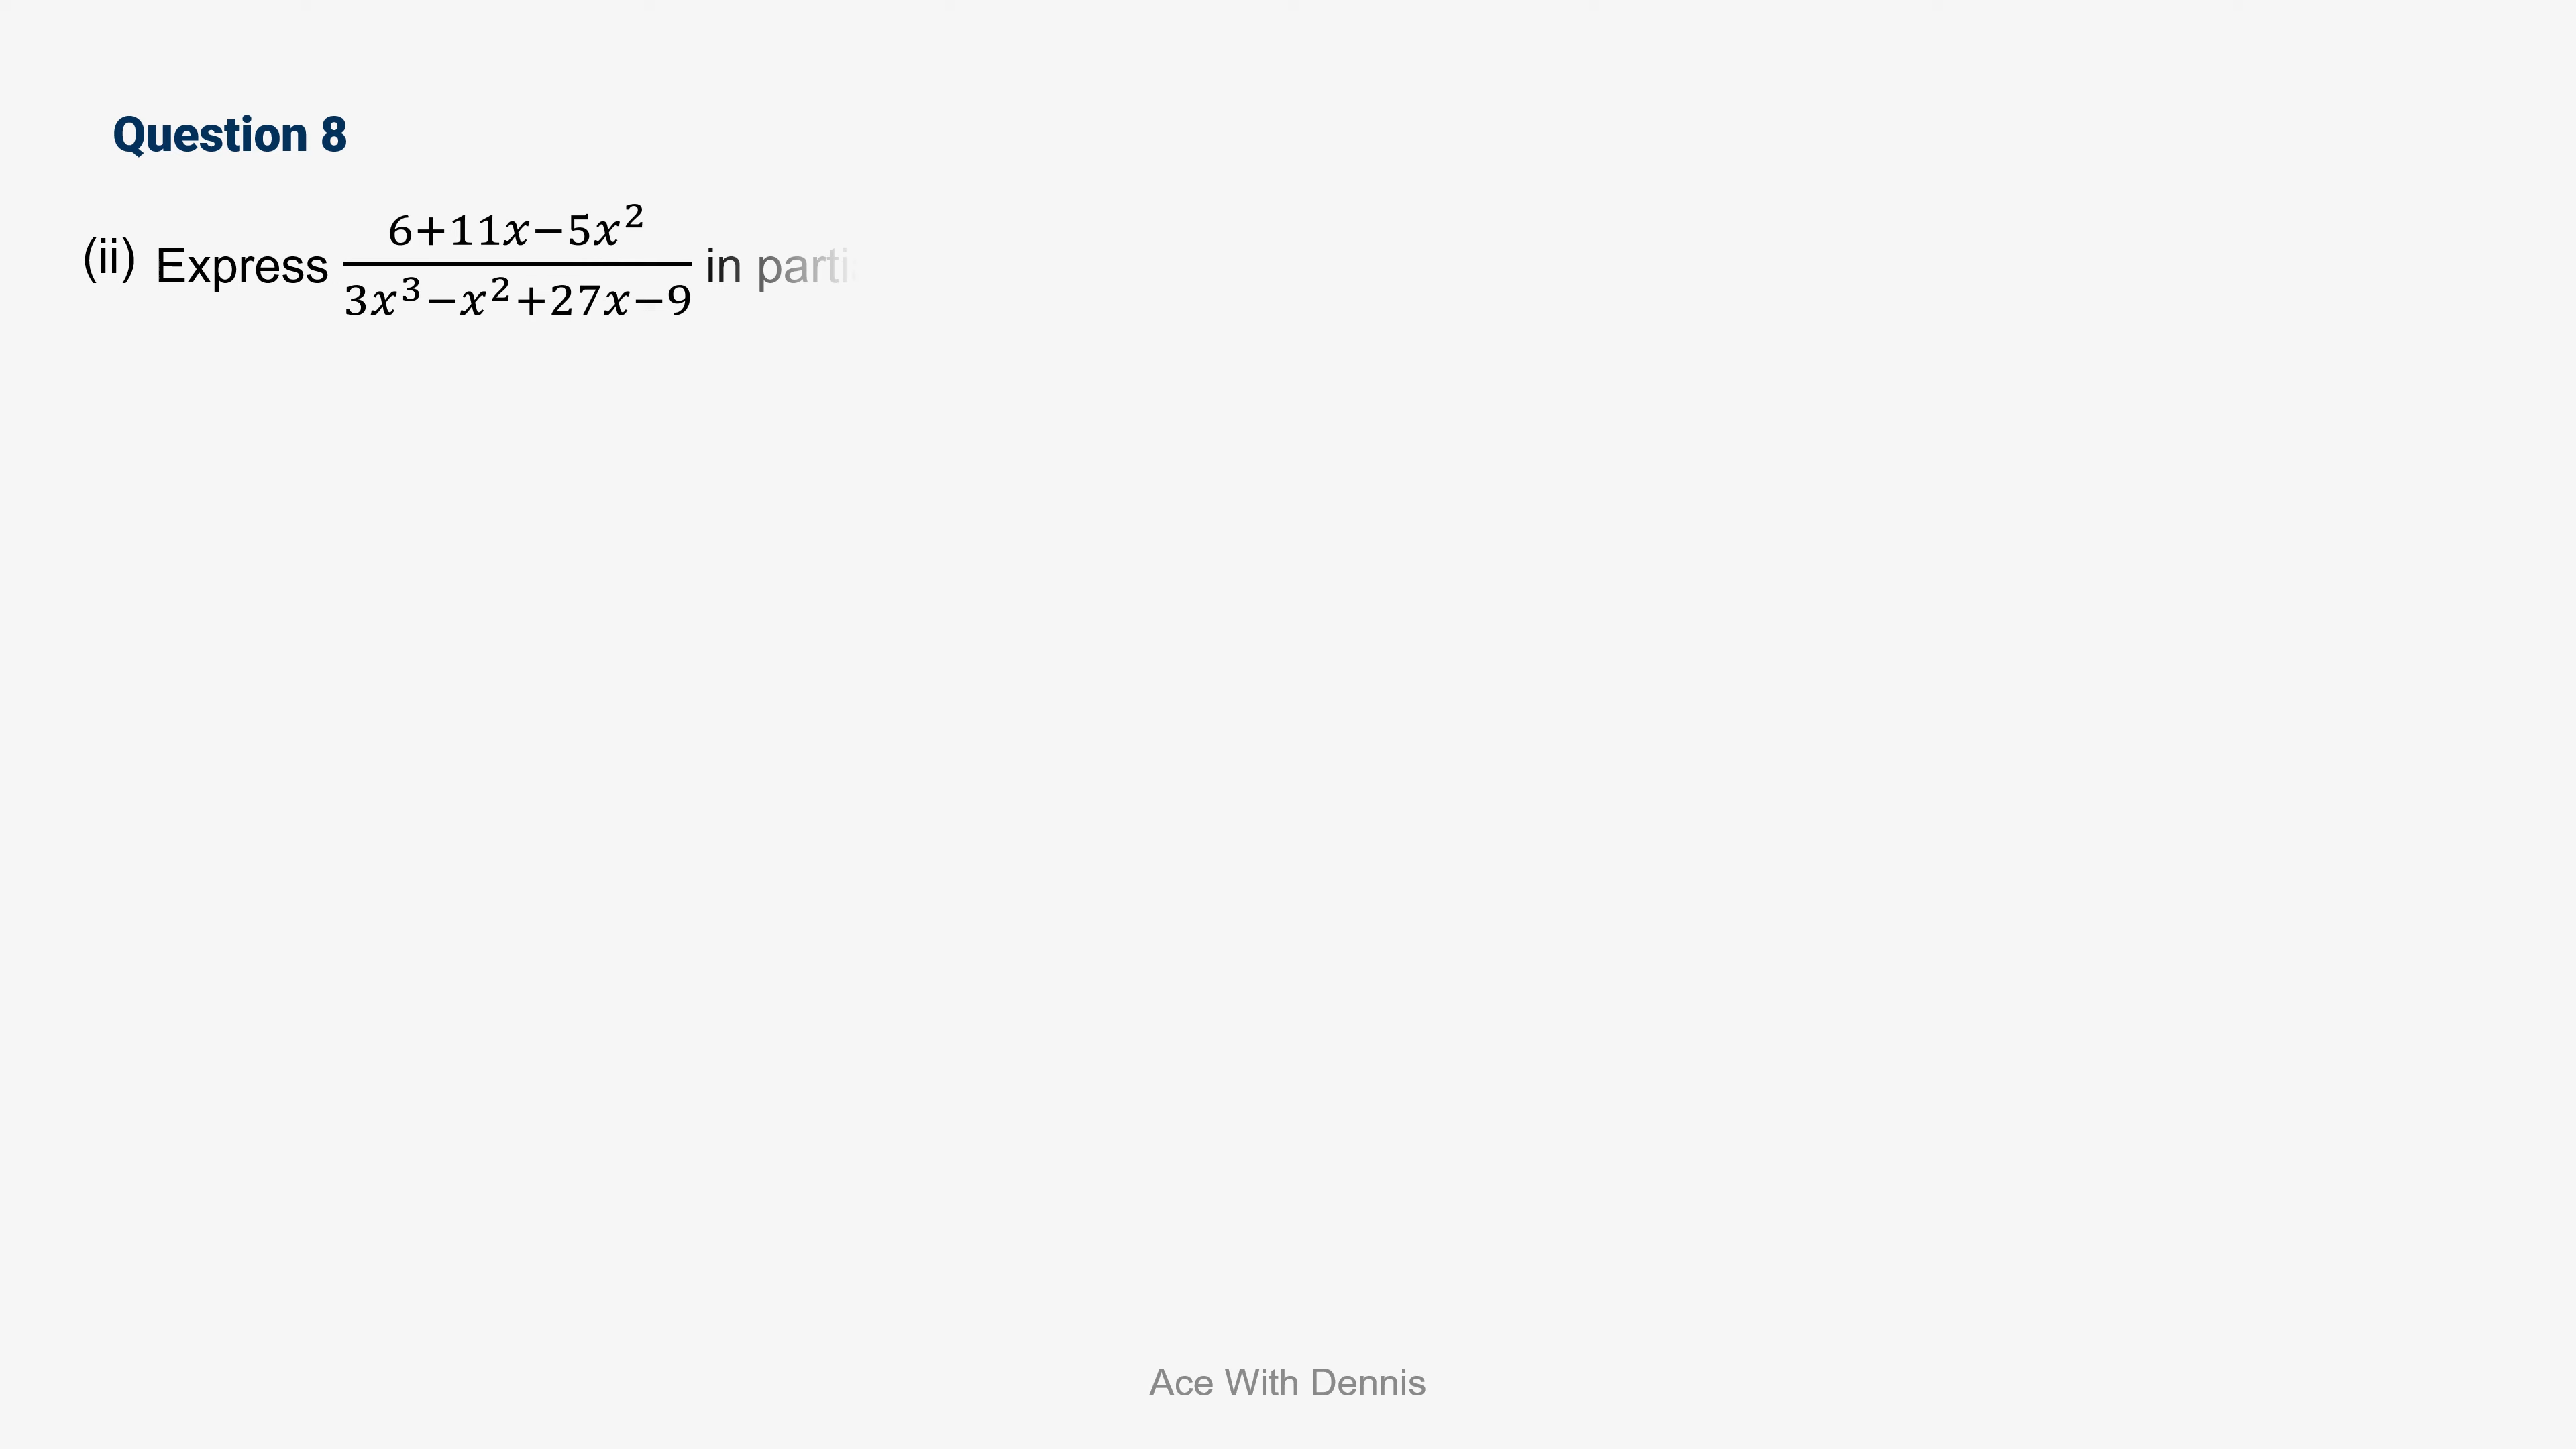 Question 8
(ii) Express \frac{6+11x-5x^2}{3x^3-x^2+27x-9} in parti
Ace With Dennis